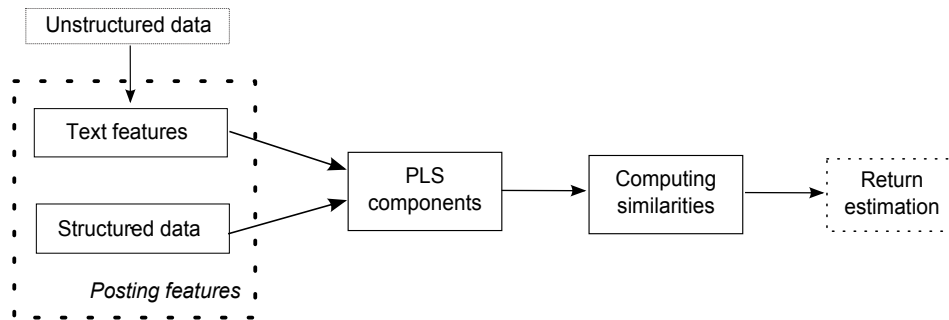 Unstructured data
Text features
Structured data
Posting features
PLS
components
Computing
similarities
Return
estimation